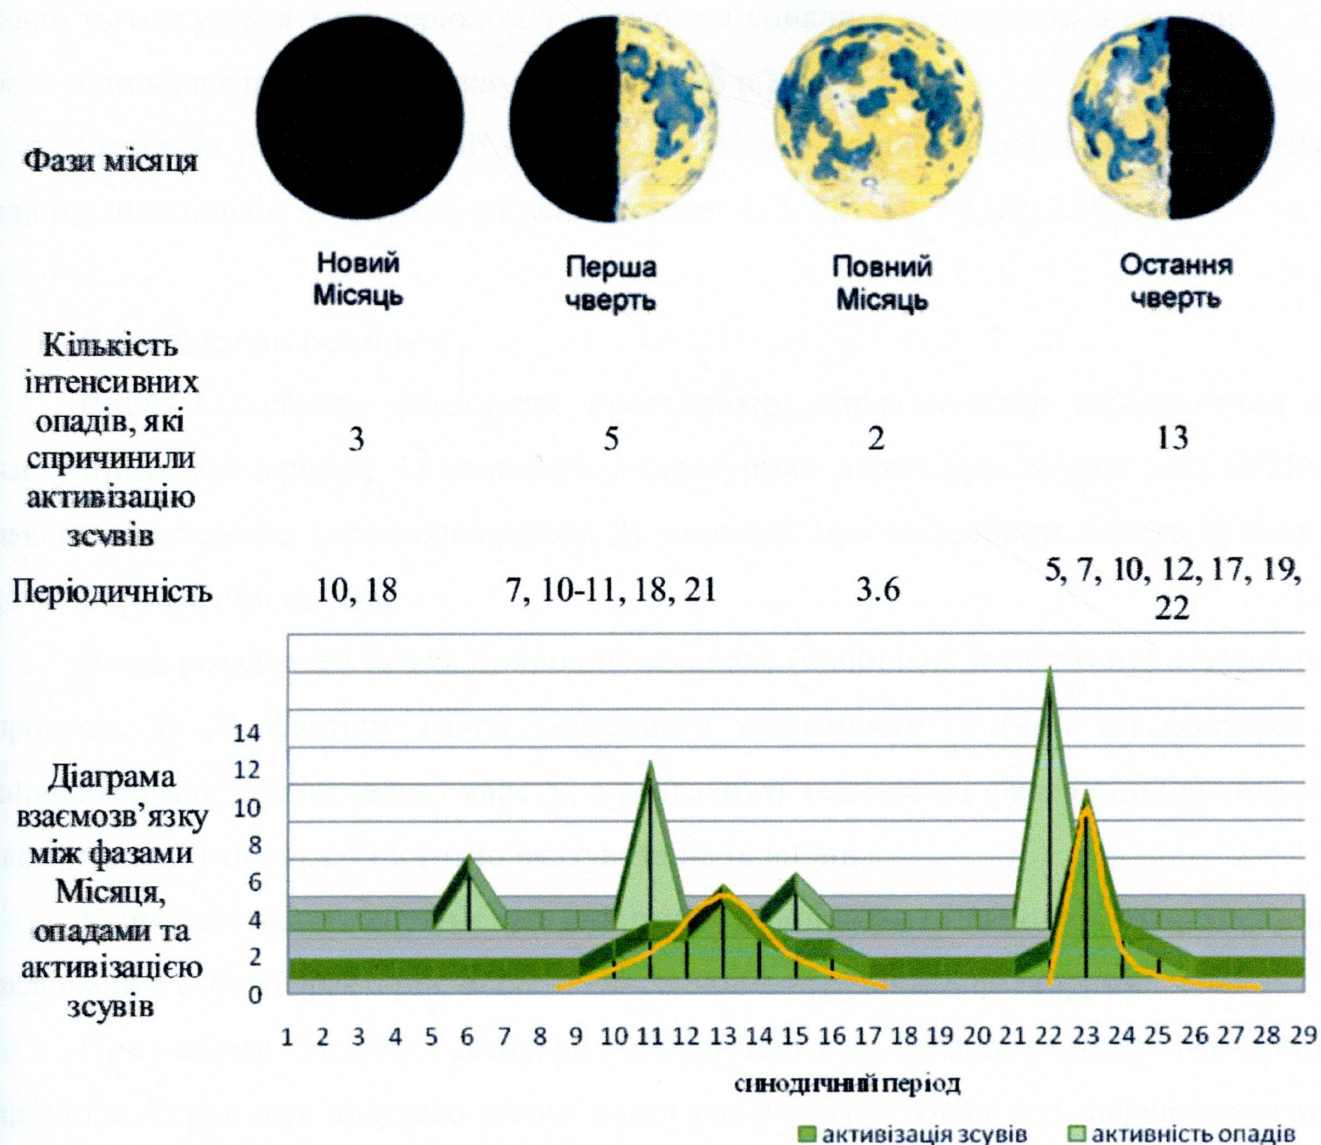 Фази місяця
Новий
Місяць
Перша
чверть
Повний
Місяць
Остання
чверть
Кількість
інтенсивних
опадів, які
спричинили
активізацію
зсувів
3
5
2
13
Періодичність
10, 18
7, 10-11, 18, 21
3.6
5, 7, 10, 12, 17, 19,
22
Діаграма
взаємозв’язку
між фазами
Місяця,
опадами та
активізацією
зсувів
14
12
10
8
6
4
2
0
1 2 3 4 5 6 7 8 9 10 11 12 13 14 15 16 17 18 19 20 21 22 23 24 25 26 27 28 29
синодичний період
активізація зсувів
активність опадів